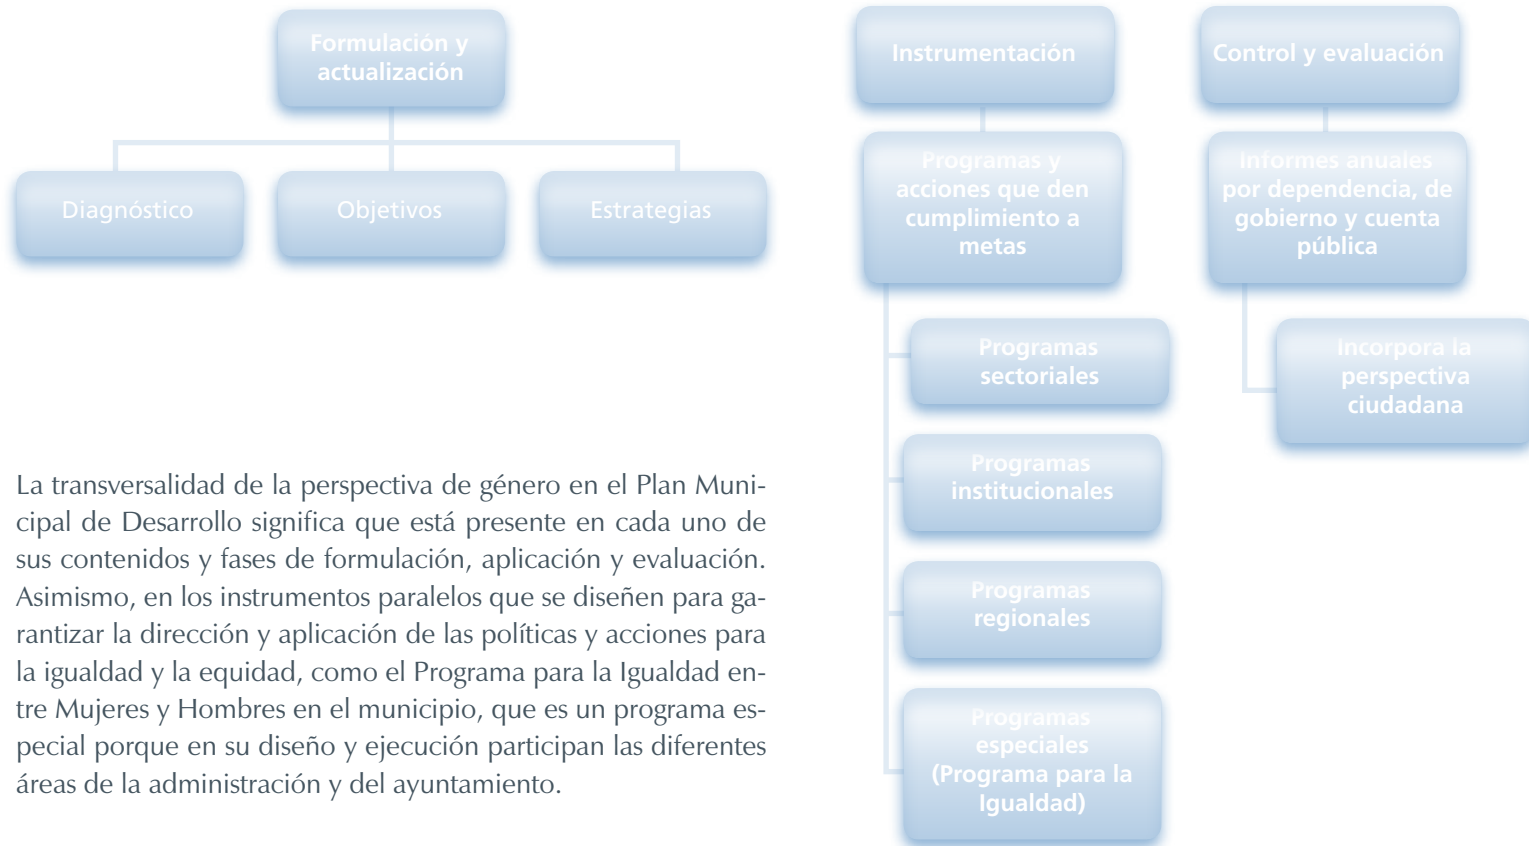 Formulación y
actualización
Diagnóstico
Objetivos
Estrategias
La transversalidad de la perspectiva de género en el Plan Muni-
cipal de Desarrollo significa que está presente en cada uno de
sus contenidos y fases de formulación, aplicación y evaluación.
Asimismo, en los instrumentos paralelos que se diseñen para ga-
rantizar la dirección y aplicación de las políticas y acciones para
la igualdad y la equidad, como el Programa para la Igualdad en-
tre Mujeres y Hombres en el municipio, que es un programa es-
pecial porque en su diseño y ejecución participan las diferentes
áreas de la administración y del ayuntamiento.
Instrumentación
Programas y
acciones que den
cumplimiento a
metas
Programas
sectoriales
Programas
institucionales
Programas
regionales
Programas
especiales
(Programa para la
Igualdad)
Control y evaluación
Informes anuales
por dependencia, de
gobierno y cuenta
pública
Incorpora la
perspectiva
ciudadana